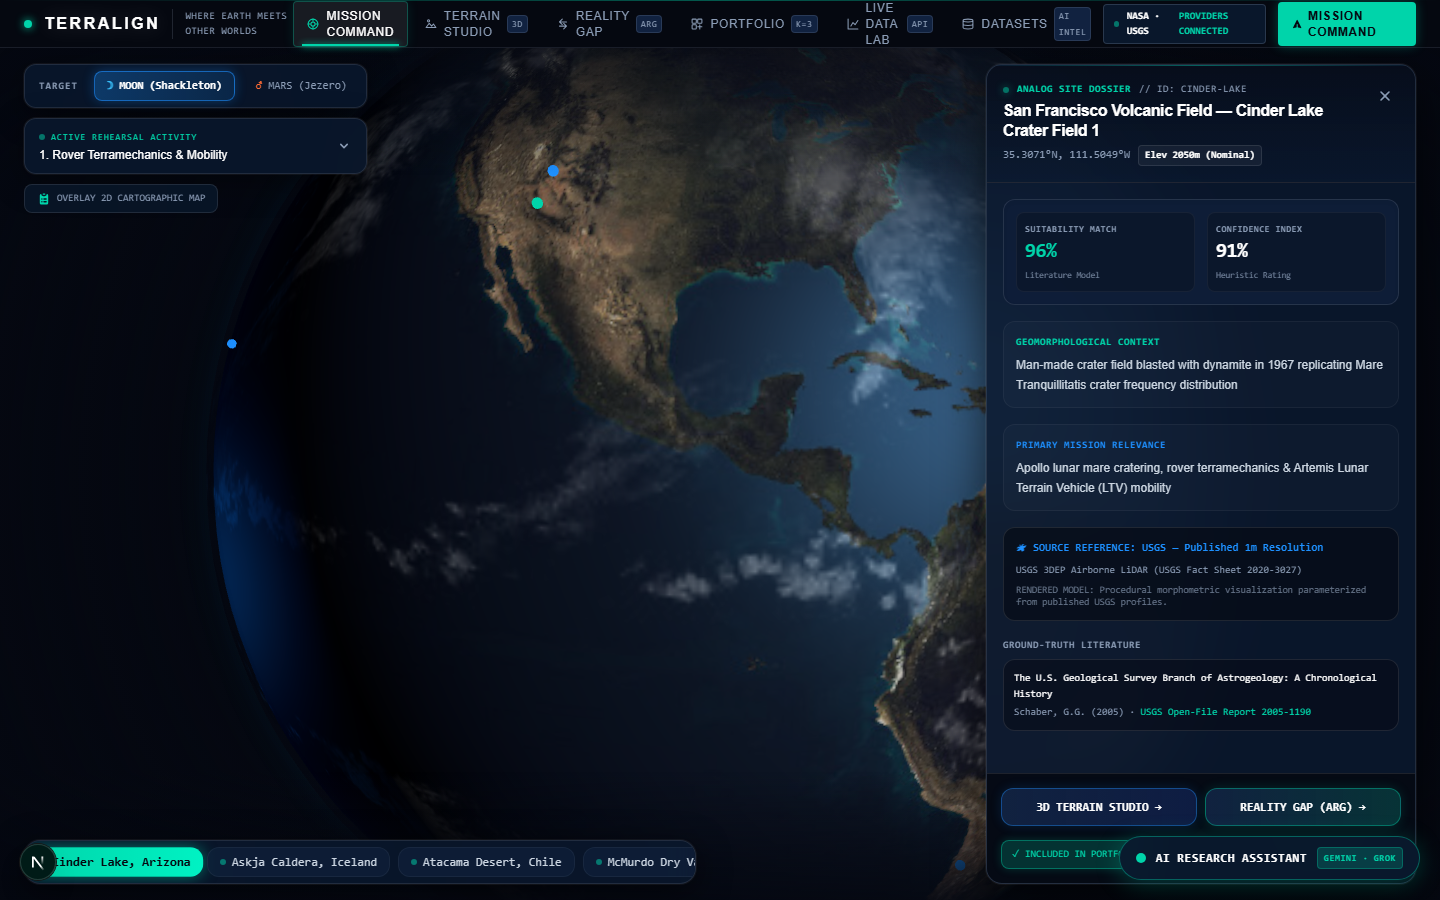 TERRALIGN
WHERE EARTH MEETS
OTHER WORLDS
MISSION
COMMAND
TERRAIN
STUDIO
3D
REALITY
GAP
ARG
PORTFOLIO
K=3
LIVE
DATA
LAB
API
DATASETS
AI
INTEL
NASA ·
USGS
PROVIDERS
CONNECTED
MISSION
COMMAND
TARGET
MOON (Shackleton)
MARS (Jezero)
ACTIVE REHEARSAL ACTIVITY
1. Rover Terramechanics & Mobility
OVERLAY 2D CARTOGRAPHIC MAP
ANALOG SITE DOSSIER // ID: CINDER-LAKE
San Francisco Volcanic Field — Cinder Lake
Crater Field 1
35.3071°N, 111.5049°W
Elev 2050m (Nominal)
SUITABILITY MATCH
96%
Literature Model
CONFIDENCE INDEX
91%
Heuristic Rating
GEOMORPHOLOGICAL CONTEXT
Man-made crater field blasted with dynamite in 1967 replicating Mare
Tranquillitatis crater frequency distribution
PRIMARY MISSION RELEVANCE
Apollo lunar mare cratering, rover terramechanics & Artemis Lunar
Terrain Vehicle (LTV) mobility
SOURCE REFERENCE: USGS — Published 1m Resolution
USGS 3DEP Airborne LiDAR (USGS Fact Sheet 2020-3027)
RENDERED MODEL: Procedural morphometric visualization parameterized
from published USGS profiles.
GROUND-TRUTH LITERATURE
The U.S. Geological Survey Branch of Astrogeology: A Chronological
History
Schaber, G.G. (2005) · USGS Open-File Report 2005-1190
3D TERRAIN STUDIO →
REALITY GAP (ARG) →
✓ INCLUDED IN PORTF
AI RESEARCH ASSISTANT
GEMINI · GROK
N
Cinder Lake, Arizona
Askja Caldera, Iceland
Atacama Desert, Chile
McMurdo Dry Va